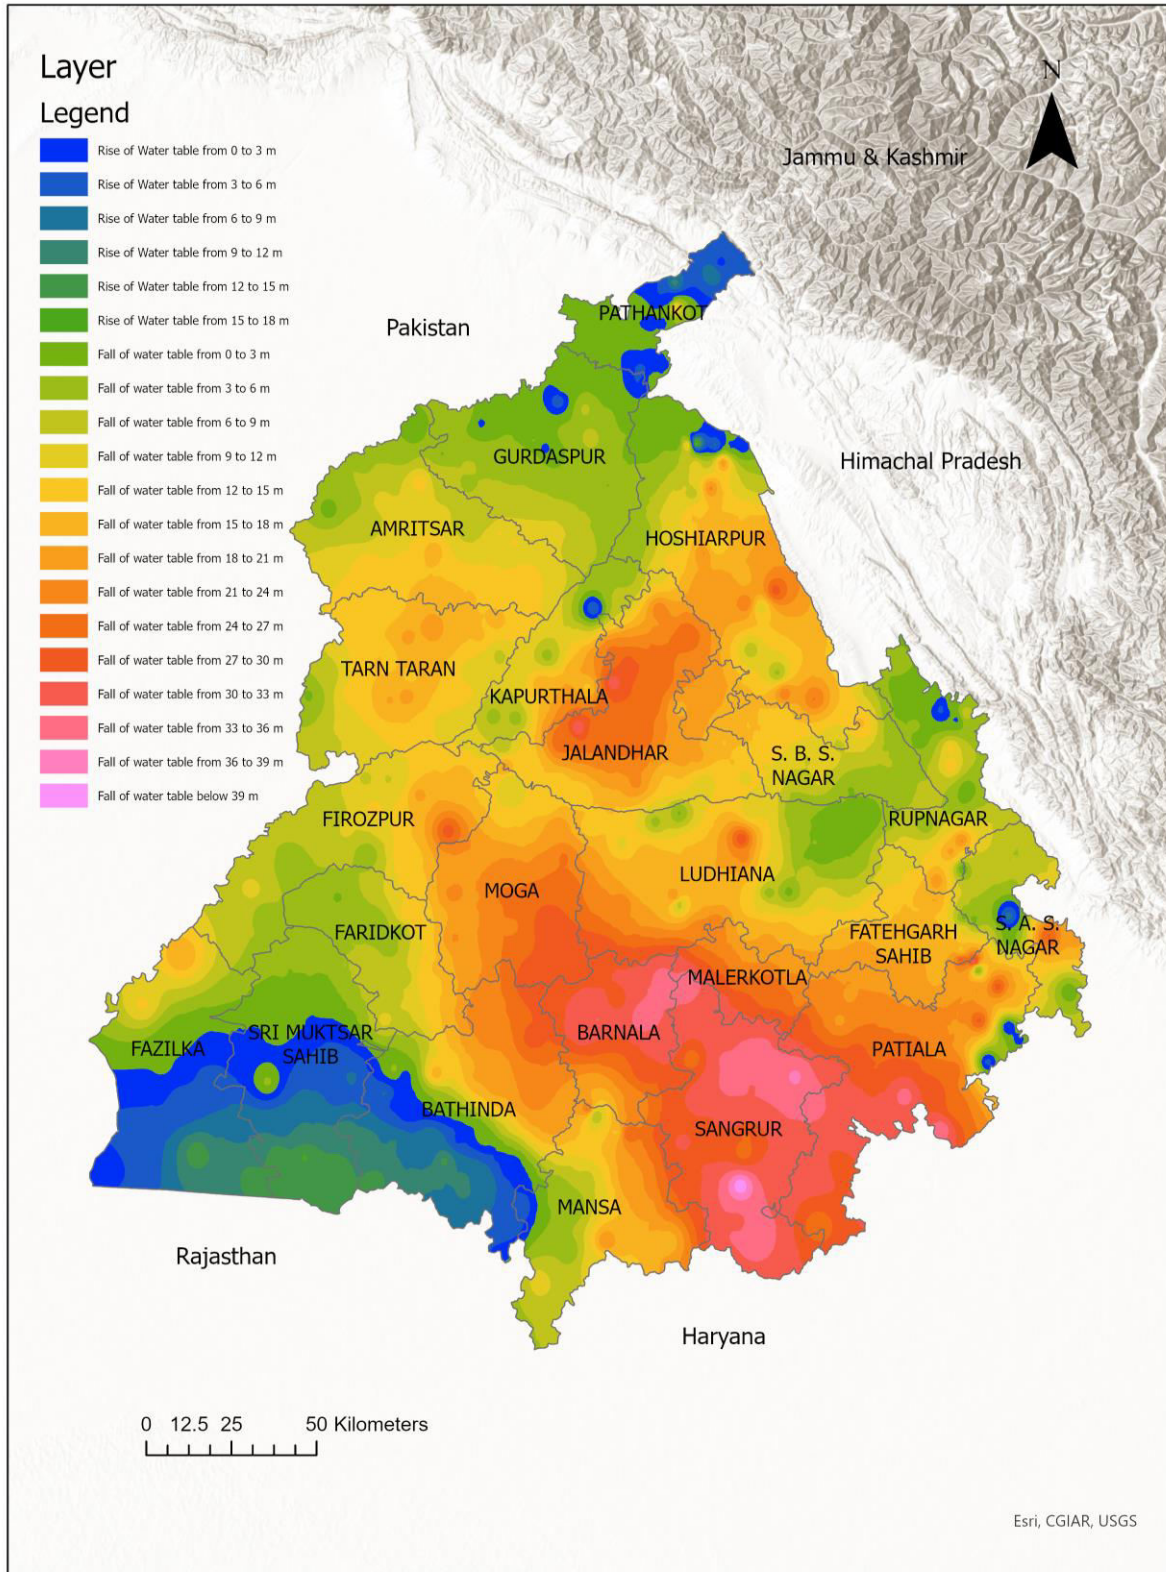 Layer
Legend
Rise of Water table from 0 to 3 m
Rise of Water table from 3 to 6 m
Rise of Water table from 6 to 9 m
Rise of Water table from 9 to 12 m
Rise of Water table from 12 to 15 m
Rise of Water table from 15 to 18 m
Fall of water table from 0 to 3 m
Fall of water table from 3 to 6 m
Fall of water table from 6 to 9 m
Fall of water table from 9 to 12 m
Fall of water table from 12 to 15 m
Fall of water table from 15 to 18 m
Fall of water table from 18 to 21 m
Fall of water table from 21 to 24 m
Fall of water table from 24 to 27 m
Fall of water table from 27 to 30 m
Fall of water table from 30 to 33 m
Fall of water table from 33 to 36 m
Fall of water table from 36 to 39 m
Fall of water table below 39 m
N
Jammu & Kashmir
Pakistan
PATHANKOT
GURDASPUR
Himachal Pradesh
AMRITSAR
HOSHIARPUR
TARN TARAN
KAPURTHALA
JALANDHAR
S. B. S.
NAGAR
FIROZPUR
RUPNAGAR
MOGA
LUDHIANA
FARIDKOT
FATEHGARH
SAHIB
S. A. S.
NAGAR
MALERKOTLA
FAZILKA
SRI MUKTSAR
SAHIB
BARNALA
PATIALA
BATHINDA
SANGRUR
MANSA
Rajasthan
Haryana
0 12.5 25 50 Kilometers
Esri, CGIAR, USGS